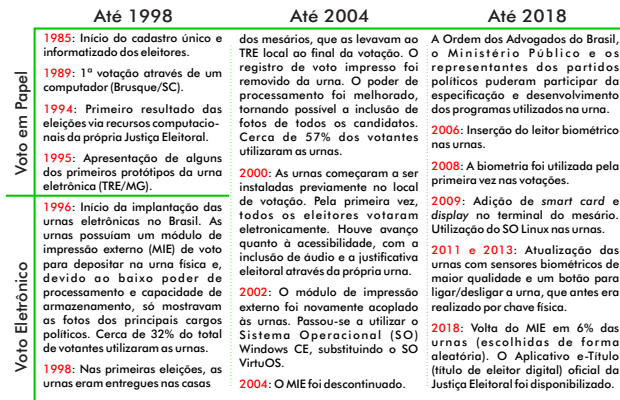 Até 1998
1985: Início do cadastro único e
informatizado dos eleitores.
1989: 1ª votação através de um
computador (Brusque/SC).
1994: Primeiro resultado das
eleições via recursos computacio-
nais da própria Justiça Eleitoral.
1995: Apresentação de alguns
dos primeiros protótipos da urna
eletrônica (TRE/MG).
Voto em Papel
1996: Inicio da implantação das
urnas eletrônicas no Brasil. As
urnas possuíam um módulo de
impressão externo (MIE) de voto
para depositar na urna física e,
devido ao baixo poder de
processamento e capacidade de
armazenamento, só mostravam
as fotos dos principais cargos
políticos. Cerca de 32% do total
de votantes utilizaram as urnas.
1998: Nas primeiras eleições, as
urnas eram entregues nas casas
Voto Eletrônico
Até 2004
dos mesários, que as levavam ao
TRE local ao final da votação. O
registro de voto impresso foi
removido da urna. O poder de
processamento foi melhorado,
tornando possível a inclusão de
fotos de todos os candidatos.
Cerca de 57% dos votantes
utilizaram as urnas.
2000: As urnas começaram a ser
instaladas previamente no local
de votação. Pela primeira vez,
todos os eleitores votaram
eletronicamente. Houve avanço
quanto à acessibilidade, com a
inclusão de áudio e a justificativa
eleitoral através da própria urna.
2002: O módulo de impressão
externo foi novamente acoplado
às urnas. Passou-se a utilizar o
Sistema Operacional (SO)
Windows CE, substituindo o SO
VirtuOS.
2004: O MIE foi descontinuado.
Até 2018
A Ordem dos Advogados do Brasil,
o Ministério Público e os
representantes dos partidos
políticos puderam participar da
especificação e desenvolvimento
dos programas utilizados na urna.
2006: Inserção do leitor biométrico
nas urnas.
2008: A biometria foi utilizada pela
primeira vez nas votações.
2009: Adição de smart card e
display no terminal do mesário.
Utilização do SO Linux nas urnas.
2011 e 2013: Atualização das
urnas com sensores biométricos de
maior qualidade e um botão para
ligar/desligar a urna, que antes era
realizado por chave física.
2018: Volta do MIE em 6% das
urnas (escolhidas de forma
aleatória). O Aplicativo e-Título
(título de eleitor digital) oficial da
Justiça Eleitoral foi disponibilizado.